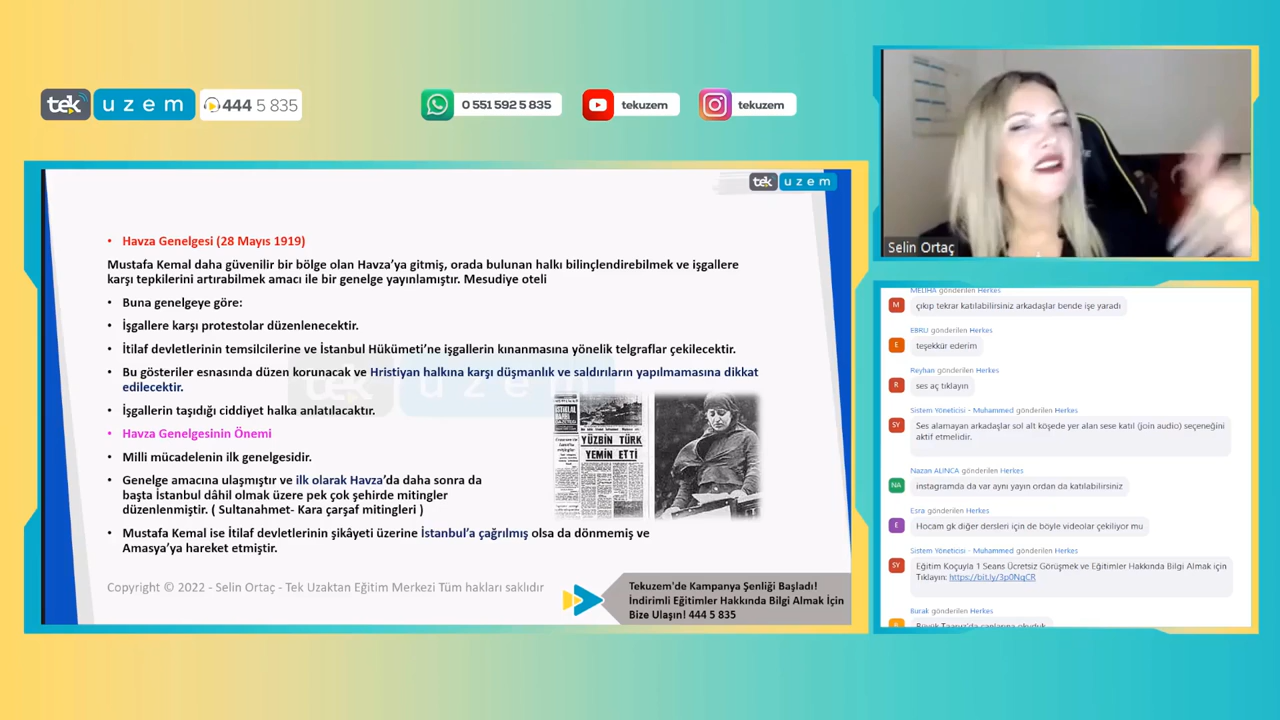 tek uzem 444 5 835
0 551 592 5 835
tekuzem
tekuzem
tek uzem
• Havza Genelgesi (28 Mayıs 1919)
Mustafa Kemal daha güvenilir bir bölge olan Havza’ya gitmiş, orada bulunan halkı bilinçlendirebilmek ve işgallere
karşı tepkilerini artırabilmek amacı ile bir genelge yayınlamıştır. Mesudiye oteli
• Buna genelgeye göre:
• İşgallere karşı protestolar düzenlenecektir.
• İtilaf devletlerinin temsilcilerine ve İstanbul Hükümeti’ne işgallerin kınanmasına yönelik telgraflar çekilecektir.
• Bu gösteriler esnasında düzen korunacak ve Hristiyan halkına karşı düşmanlık ve saldırıların yapılmamasına dikkat
edilecektir.
• İşgallerin taşıdığı ciddiyet halka anlatılacaktır.
• Havza Genelgesinin Önemi
• Milli mücadelenin ilk genelgesidir.
• Genelge amacına ulaşmıştır ve ilk olarak Havza’da daha sonra da
başta İstanbul dâhil olmak üzere pek çok şehirde mitingler
düzenlenmiştir. ( Sultanahmet- Kara çarşaf mitingleri )
• Mustafa Kemal ise İtilaf devletlerinin şikâyeti üzerine İstanbul’a çağrılmış olsa da dönmemiş ve
Amasya’ya hareket etmiştir.
YÜZBİN TÜRK
YEMİN ETTİ
Copyright © 2022 - Selin Ortaç - Tek Uzaktan Eğitim Merkezi Tüm hakları saklıdır
Tekuzem'de Kampanya Şenliği Başladı!
İndirimli Eğitimler Hakkında Bilgi Almak İçin
Bize Ulaşın! 444 5 835
Selin Ortaç
MELİHA gönderilen Herkes
M çıkıp tekrar katılabilirsiniz arkadaşlar bende işe yaradı
EBRU gönderilen Herkes
E teşekkür ederim
Reyhan gönderilen Herkes
R ses aç tıklayın
Sistem Yöneticisi - Muhammed gönderilen Herkes
SY Ses alamayan arkadaşlar sol alt köşede yer alan sese katıl (join audio) seçeneğini
aktif etmelidir.
Nazan ALINCA gönderilen Herkes
NA instagramda da var aynı yayın ordan da katılabilirsiniz
Esra gönderilen Herkes
E Hocam gk diğer dersleri için de böyle videolar çekiliyor mu
Sistem Yöneticisi - Muhammed gönderilen Herkes
SY Eğitim Koçuyla 1 Seans Ücretsiz Görüşmek ve Eğitimler Hakkında Bilgi Almak için
Tıklayın: https://bit.ly/3p0NqCR
Burak gönderilen Herkes
Büyük Taarruz'da canlarına okuduk